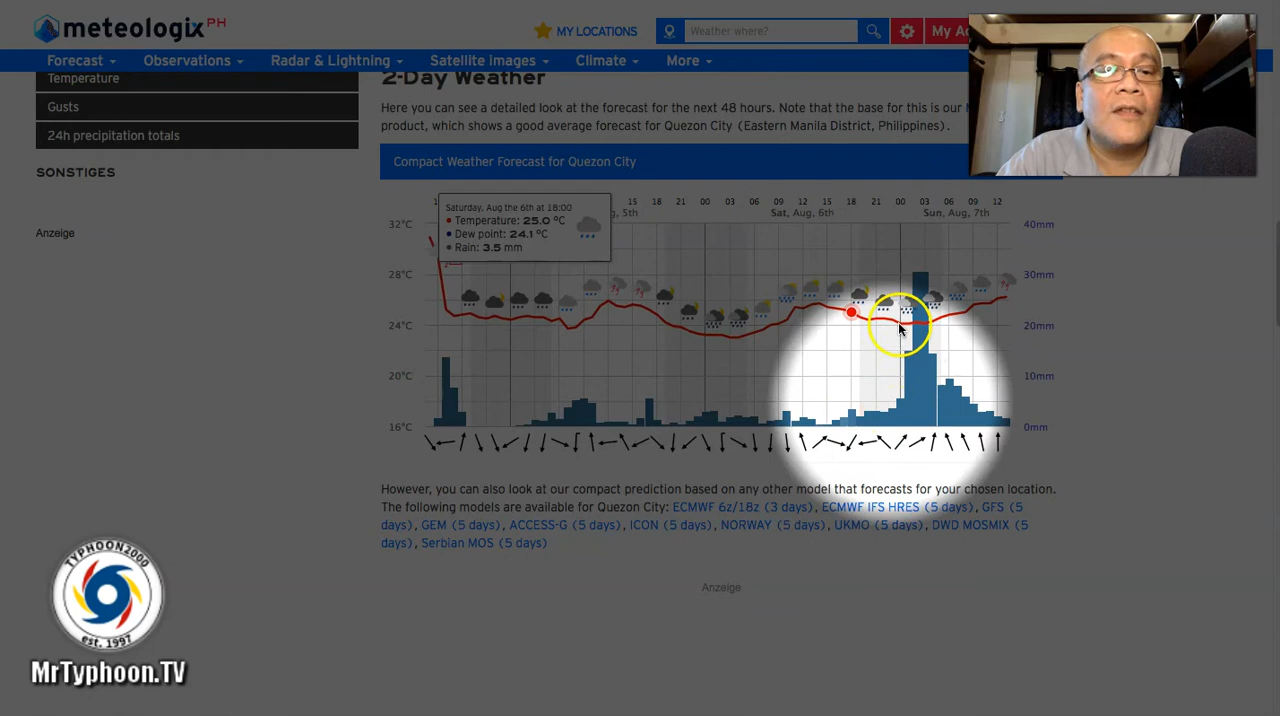 meteologix PH
MY LOCATIONS
Weather where?
My Ac
Forecast
Observations
Radar & Lightning
Satellite images
Climate
More
Temperature
Gusts
24h precipitation totals
SONSTIGES
Anzeige
2-Day Weather
Here you can see a detailed look at the forecast for the next 48 hours. Note that the base for this is our M
product, which shows a good average forecast for Quezon City (Eastern Manila District, Philippines).
Compact Weather Forecast for Quezon City
15 18 21 00 03 06 09 12 15 18 21 00 03 06 09 12
5th
Sat, Aug, 6th
Sun, Aug, 7th
Saturday, Aug the 6th at 18:00
Temperature: 25.0 ºC
Dew point: 24.1 ºC
Rain: 3.5 mm
32°C
28°C
24°C
20°C
16°C
40mm
30mm
20mm
10mm
0mm
However, you can also look at our compact prediction based on any other model that forecasts for your chosen location.
The following models are available for Quezon City: ECMWF 6z/18z (3 days), ECMWF IFS HRES (5 days), GFS (5
days), GEM (5 days), ACCESS-G (5 days), ICON (5 days), NORWAY (5 days), UKMO (5 days), DWD MOSMIX (5
days), Serbian MOS (5 days)
Anzeige
TYPHOON2000
est. 1997
MrTyphoon.TV